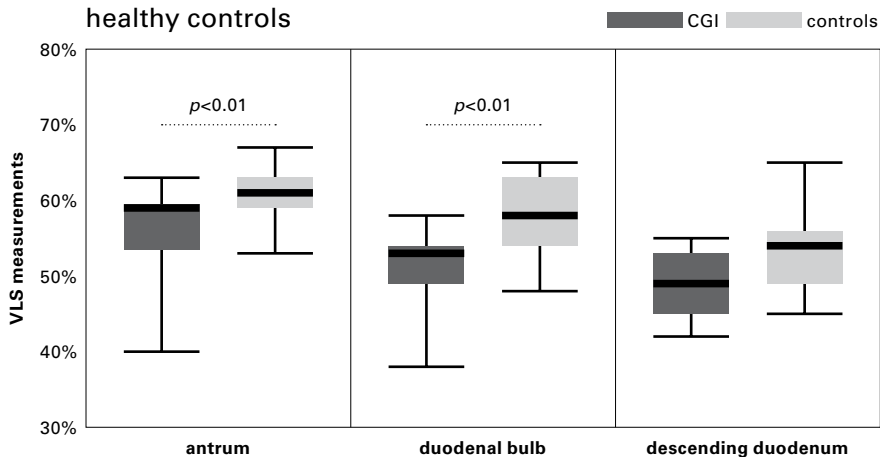 healthy controls
CGI controls
80%
70%
60%
50%
40%
30%
VLS measurements
p<0.01 p<0.01
antrum duodenal bulb descending duodenum